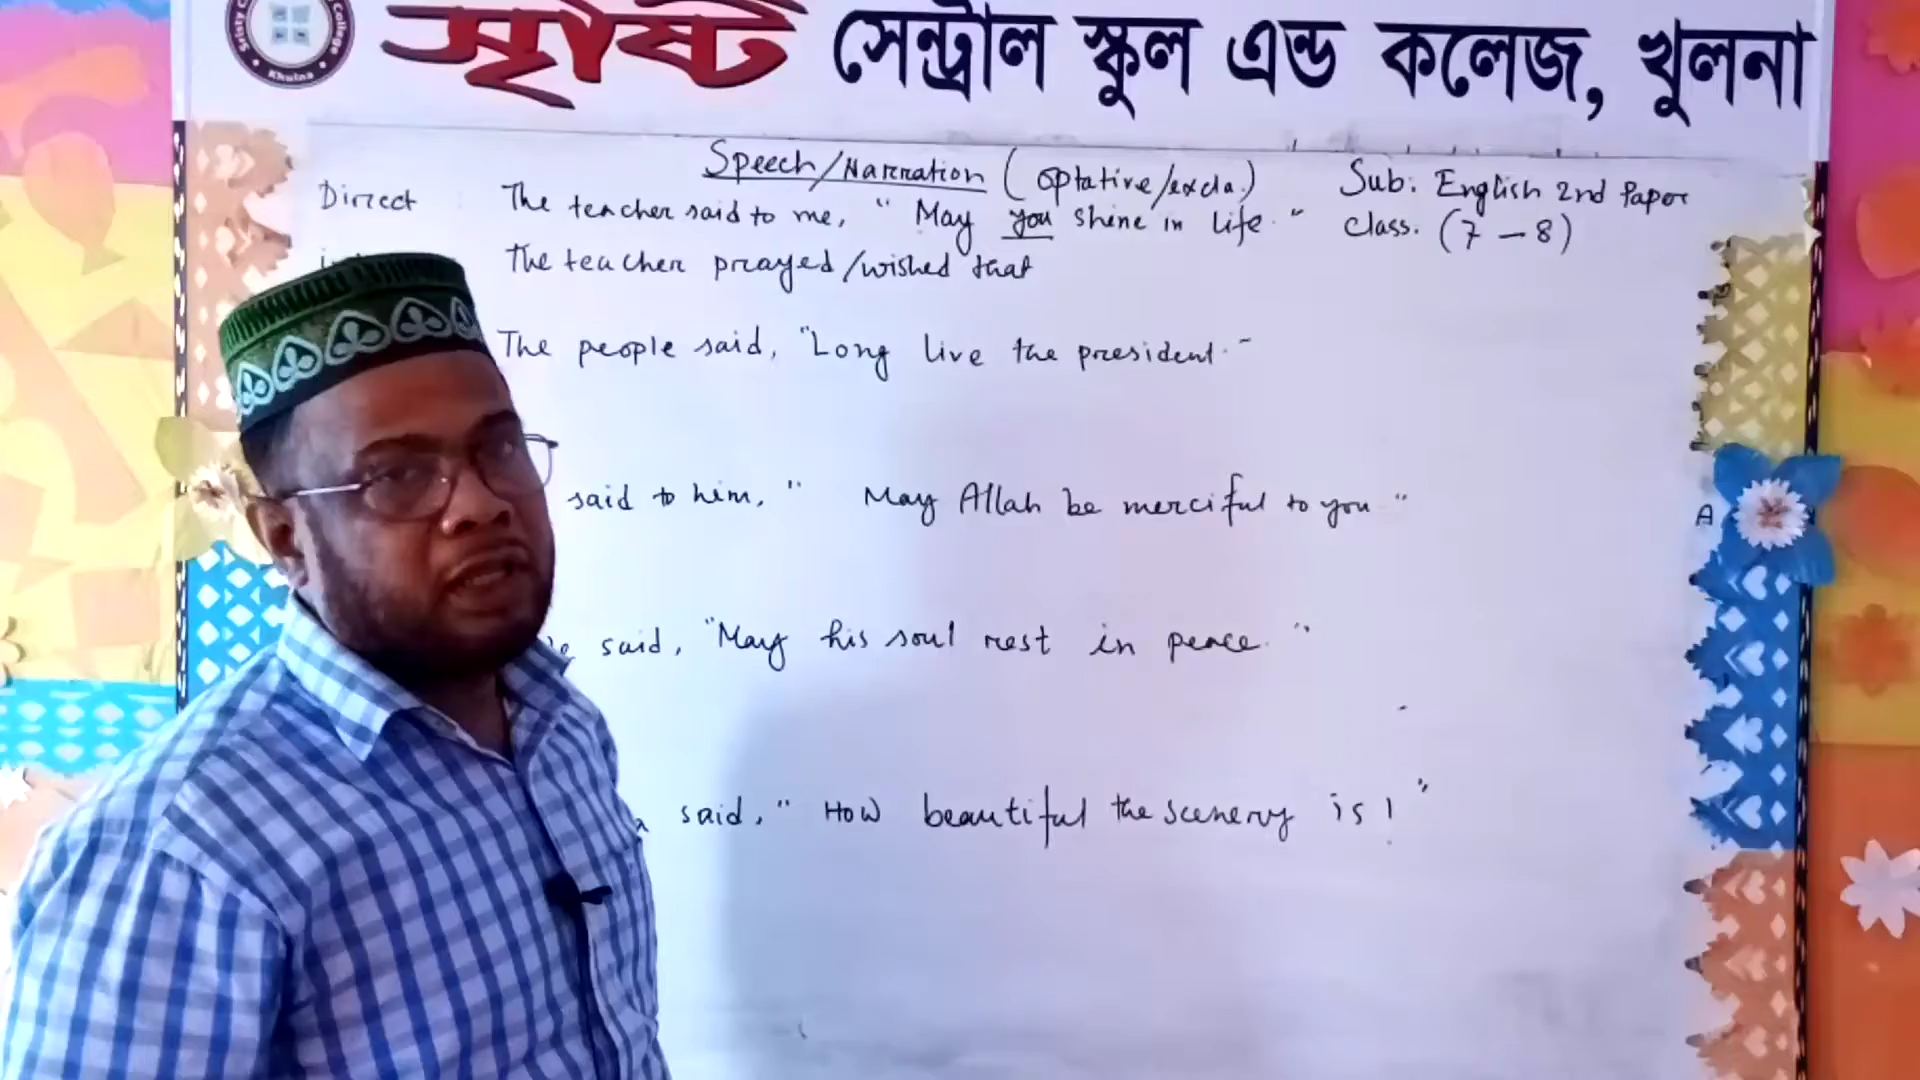 সৃষ্টি সেন্ট্রাল স্কুল এন্ড কলেজ, খুলনা
Khulna
Speech/Narration (optative/excla.)
Sub: English 2nd Paper
Class. (7 – 8)
Direct The teacher said to me, "May you shine in life."
The teacher prayed/wished that
The people said, "Long live the president."
said to him, " May Allah be merciful to you "
A
said, "May his soul rest in peace."
said, "How beautiful the scenery is!"